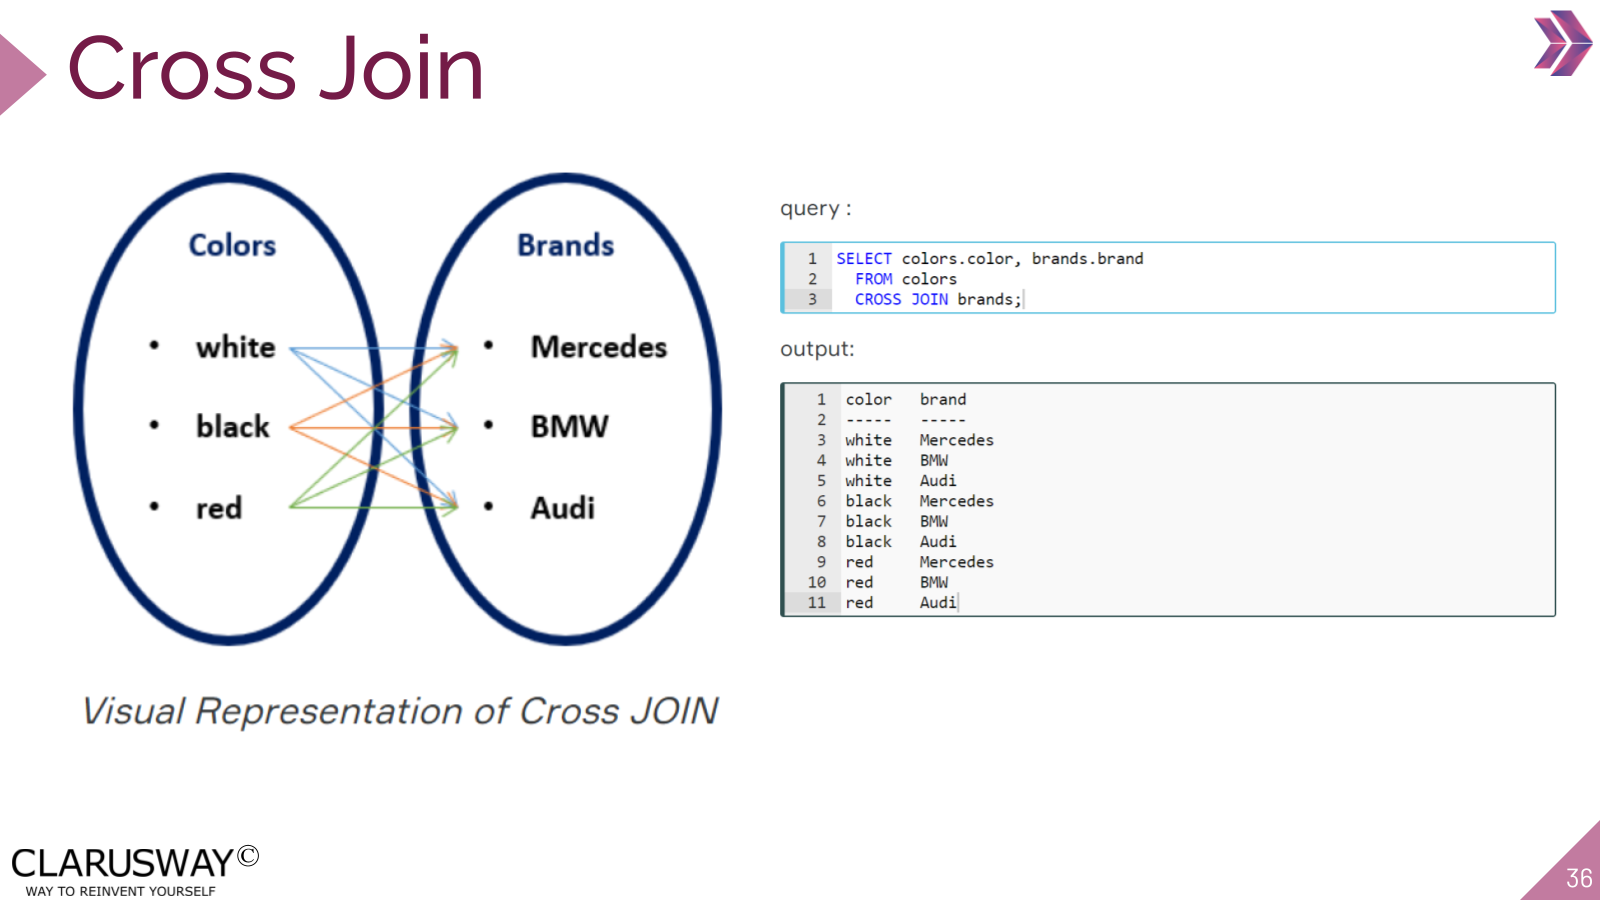 Cross Join
Colors
white
black
red
Brands
Mercedes
BMW
Audi
Visual Representation of Cross JOIN
query :
1 SELECT colors.color, brands.brand
2 FROM colors
3 CROSS JOIN brands;
output:
1 color brand
2 ----- -----
3 white Mercedes
4 white BMW
5 white Audi
6 black Mercedes
7 black BMW
8 black Audi
9 red Mercedes
10 red BMW
11 red Audi
CLARUSWAY©
WAY TO REINVENT YOURSELF
36